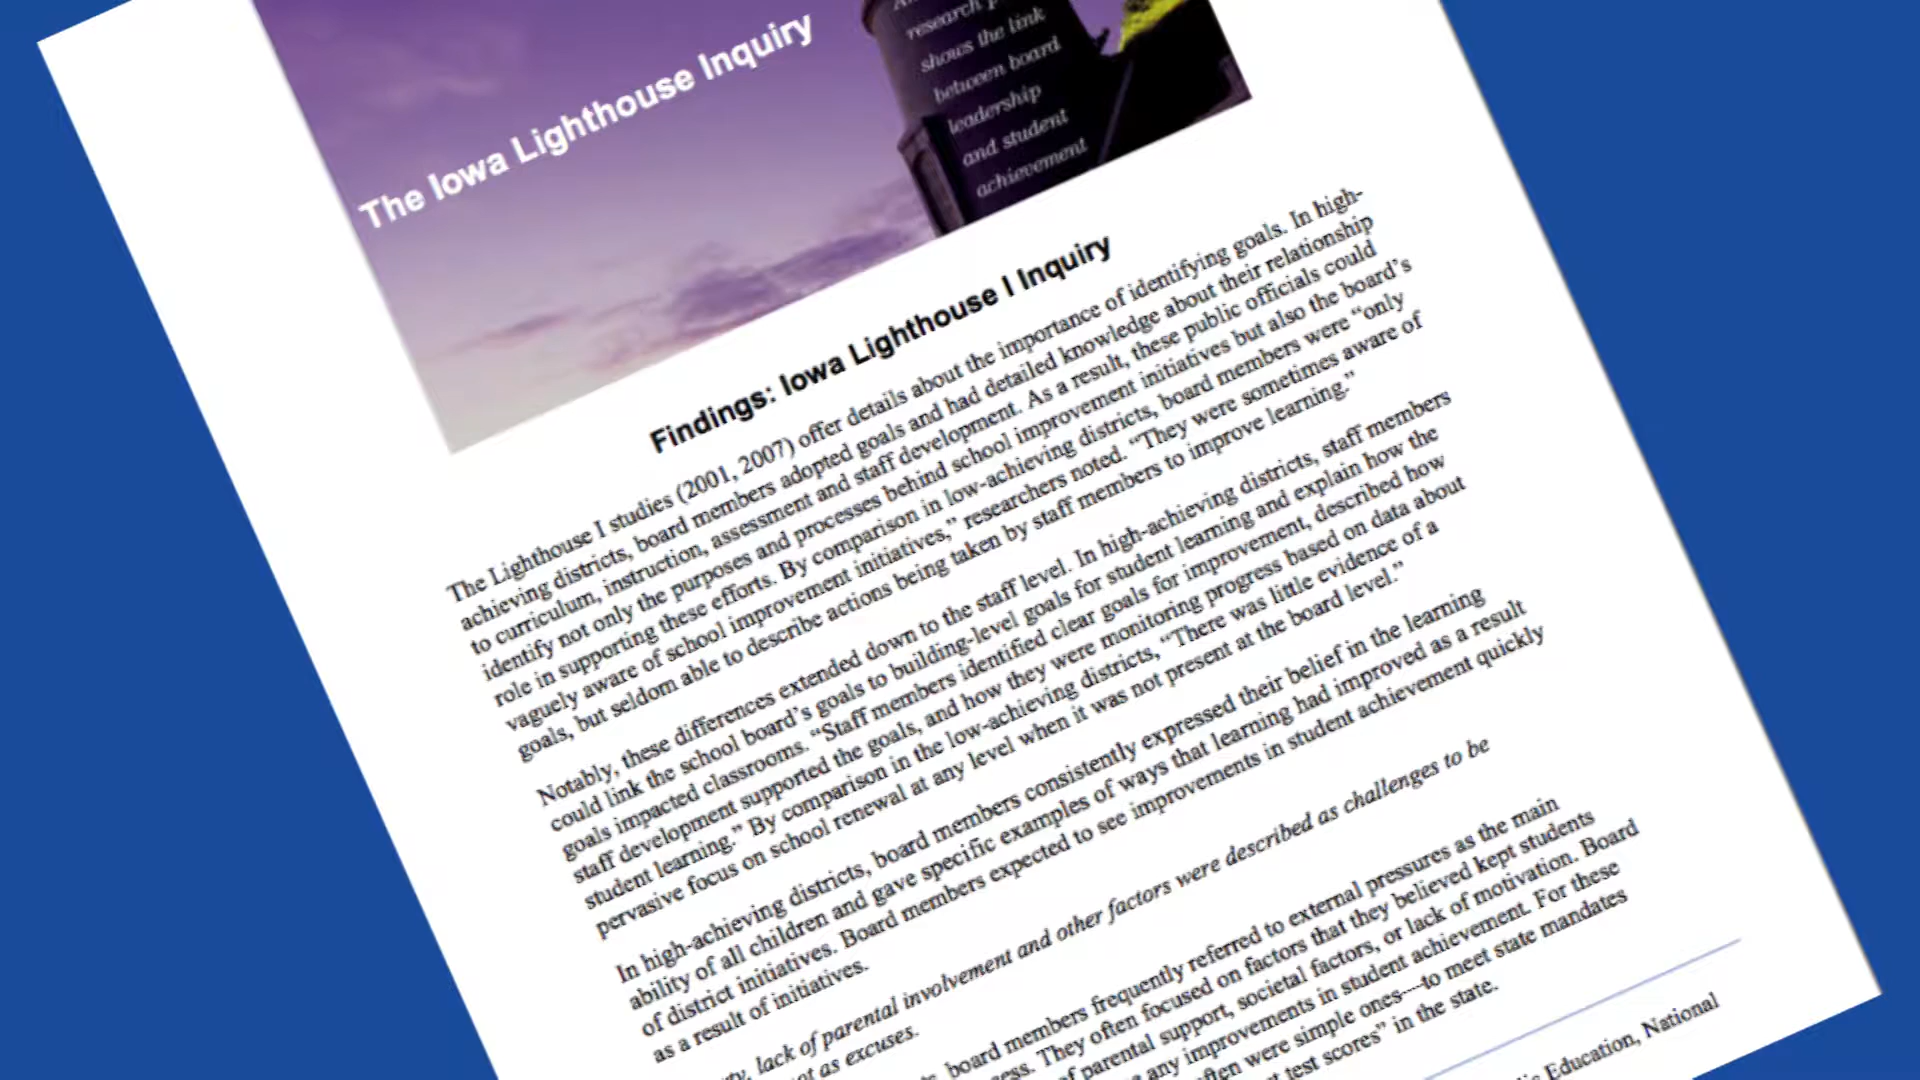 The Iowa Lighthouse Inquiry
research
shows the link
between board
leadership
and student
achievement
Findings: Iowa Lighthouse I Inquiry
The Lighthouse I studies (2001, 2007) offer details about the importance of identifying goals. In high-
achieving districts, board members adopted goals and had detailed knowledge about their relationship
to curriculum, instruction, assessment and staff development. As a result, these public officials could
identify not only the purposes and processes behind school improvement initiatives but also the board's
role in supporting these efforts. By comparison in low-achieving districts, board members were “only
vaguely aware of school improvement initiatives,” researchers noted. “They were sometimes aware of
goals, but seldom able to describe actions being taken by staff members to improve learning.”
Notably, these differences extended down to the staff level. In high-achieving districts, staff members
could link the school board’s goals to building-level goals for student learning and explain how the
goals impacted classrooms. “Staff members identified clear goals for improvement, described how
staff development supported the goals, and how they were monitoring progress based on data about
student learning.” By comparison in the low-achieving districts, “There was little evidence of a
pervasive focus on school renewal at any level when it was not present at the board level.”
In high-achieving districts, board members consistently expressed their belief in the learning
ability of all children and gave specific examples of ways that learning had improved as a result
of district initiatives. Board members expected to see improvements in student achievement quickly
as a result of initiatives.
lack of parental involvement and other factors were described as challenges to be
as excuses.
board members frequently referred to external pressures as the main
They often focused on factors that they believed kept students
of parental support, societal factors, or lack of motivation. Board
any improvements in student achievement. For these
often were simple ones—to meet state mandates
test scores” in the state.
Education, National